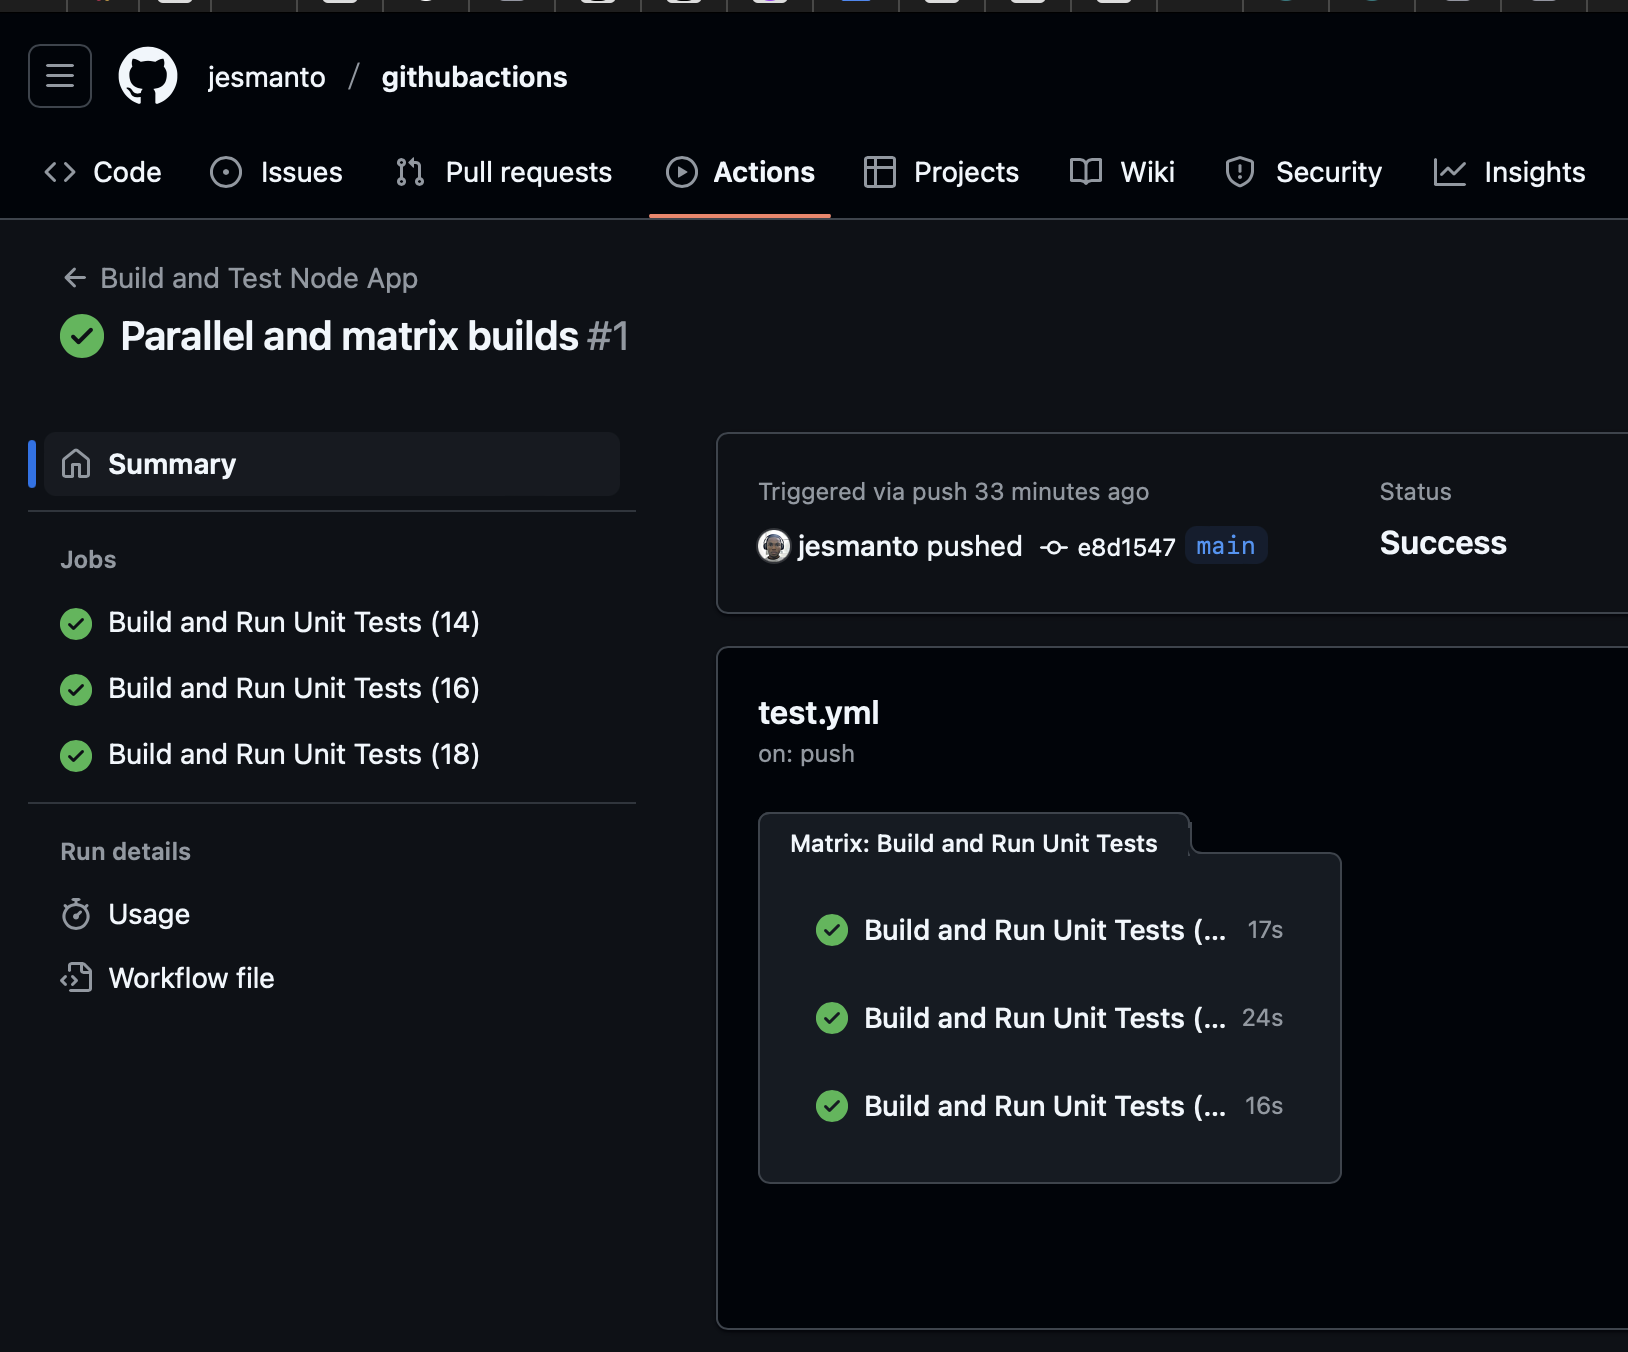 jesmanto / githubactions
Code Issues Pull requests Actions Projects Wiki Security Insights
Build and Test Node App
Parallel and matrix builds #1
Summary
Jobs
Build and Run Unit Tests (14)
Build and Run Unit Tests (16)
Build and Run Unit Tests (18)
Run details
Usage
Workflow file
Triggered via push 33 minutes ago
jesmanto pushed e8d1547 main
Status
Success
test.yml
on: push
Matrix: Build and Run Unit Tests
Build and Run Unit Tests (... 17s
Build and Run Unit Tests (... 24s
Build and Run Unit Tests (... 16s